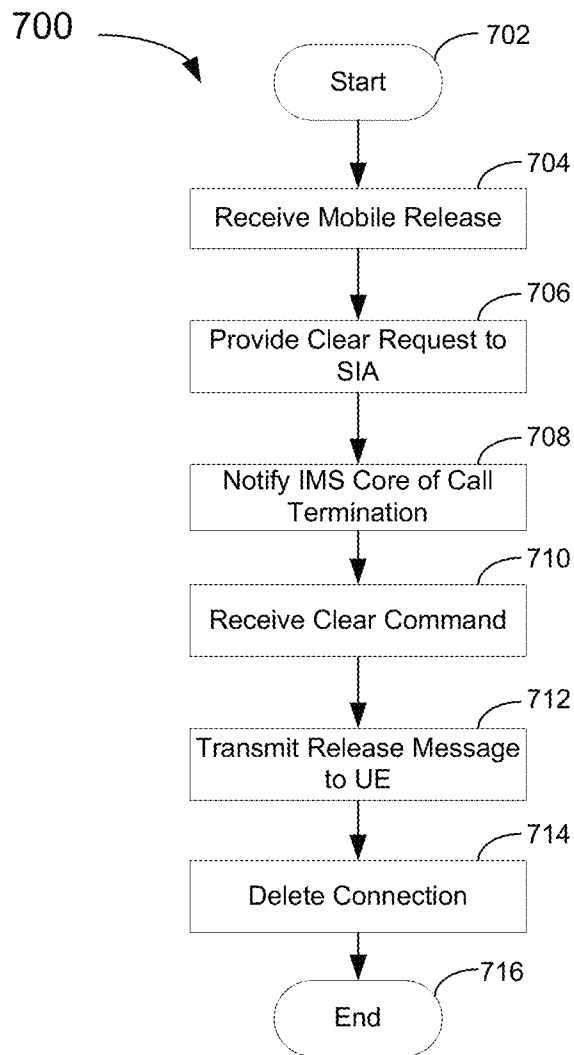 700
702
Start
704
Receive Mobile Release
706
Provide Clear Request to
SIA
708
Notify IMS Core of Call
Termination
710
Receive Clear Command
712
Transmit Release Message
to UE
714
Delete Connection
716
End